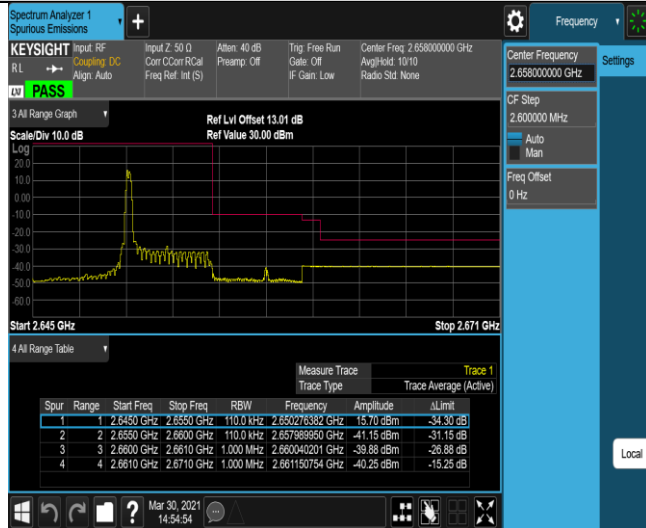 Spectrum Analyzer 1
Spurious Emissions
+
Frequency
KEYSIGHT
RL
Input: RF
Coupling: DC
Align: Auto
Input Z: 50 Ω
Corr CCorr RCal
Freq Ref: Int (S)
Atten: 40 dB
Preamp: Off
Trig: Free Run
Gate: Off
IF Gain: Low
Center Freq: 2.658000000 GHz
Avg|Hold: 10/10
Radio Std: None
LXI PASS
Center Frequency
2.658000000 GHz
Settings
CF Step
2.600000 MHz
Auto
Man
Freq Offset
0 Hz
3 All Range Graph
Scale/Div 10.0 dB
Ref Lvl Offset 13.01 dB
Ref Value 30.00 dBm
Log
20.0
10.0
0.00
-10.0
-20.0
-30.0
-40.0
-50.0
-60.0
Start 2.645 GHz
Stop 2.671 GHz
4 All Range Table
Measure Trace Trace 1
Trace Type Trace Average (Active)
Spur Range Start Freq Stop Freq RBW Frequency Amplitude ΔLimit
1 1 2.6450 GHz 2.6550 GHz 110.0 kHz 2.650276382 GHz 15.70 dBm -34.30 dB
2 2 2.6550 GHz 2.6600 GHz 110.0 kHz 2.657989950 GHz -41.15 dBm -31.15 dB
3 3 2.6600 GHz 2.6610 GHz 1.000 MHz 2.660040201 GHz -39.88 dBm -26.88 dB
4 4 2.6610 GHz 2.6710 GHz 1.000 MHz 2.661150754 GHz -40.25 dBm -15.25 dB
Local
?
Mar 30, 2021
14:54:54